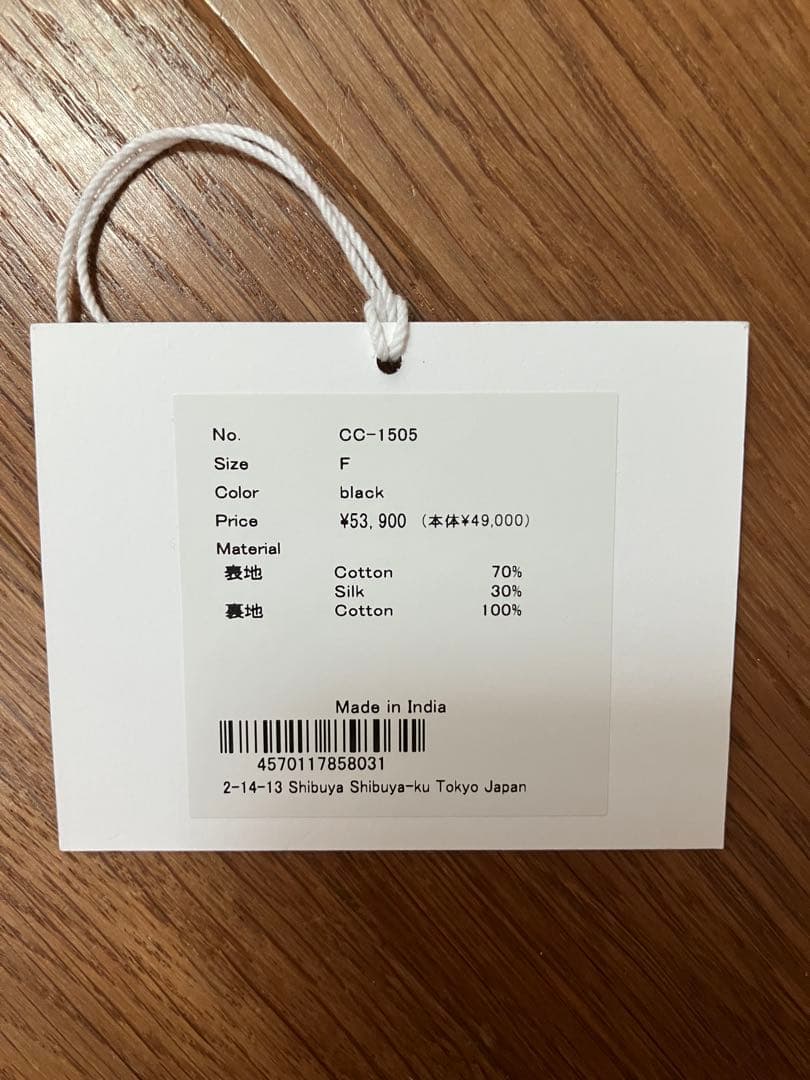 No. CC-1505
Size F
Color black
Price ¥53,900 (本体¥49,000)
Material
表地 Cotton 70%
Silk 30%
裏地 Cotton 100%
Made in India
4570117858031
2-14-13 Shibuya Shibuya-ku Tokyo Japan